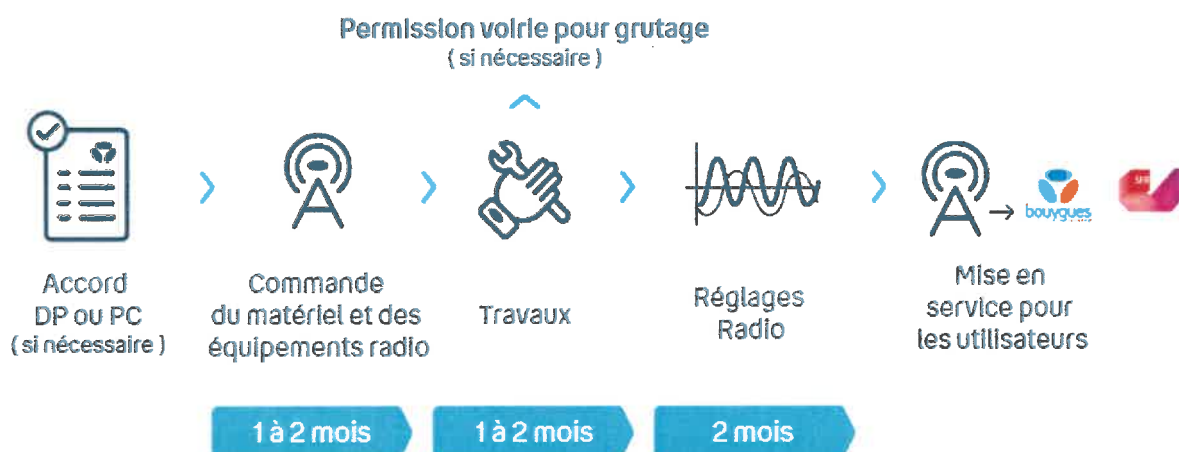 Permission voirie pour grutage
( si nécessaire )
Accord
DP ou PC
( si nécessaire )
Commande
du matériel et des
équipements radio
Travaux
Réglages
Radio
bouygues
SFR
Mise en
service pour
les utilisateurs
1 à 2 mois
1 à 2 mois
2 mois